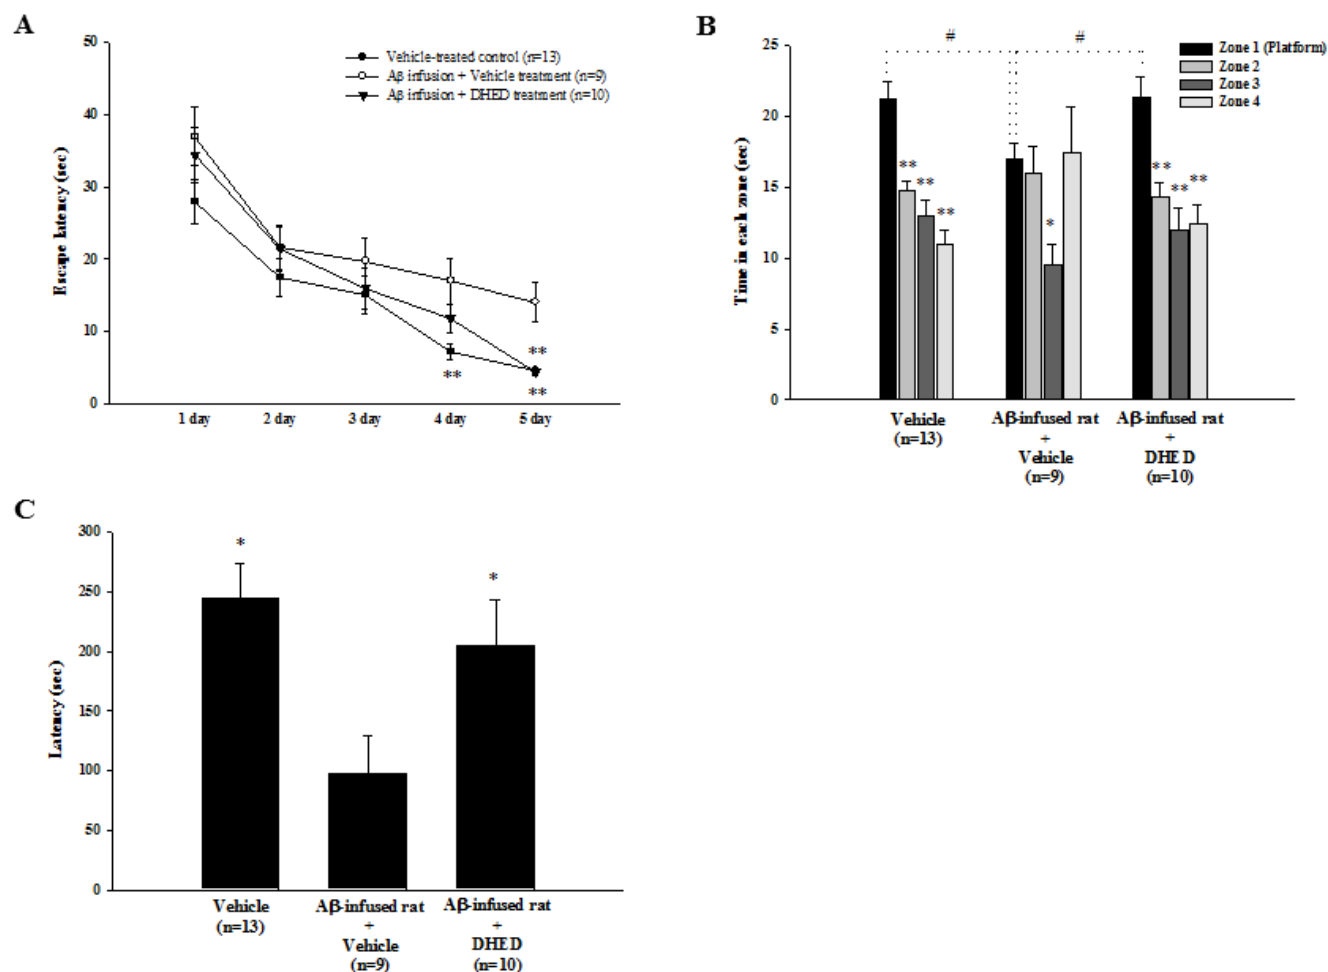 A
50
40
30
20
10
0
Escape latency (sec)
Vehicle-treated control (n=13)
Aβ infusion + Vehicle treatment (n=9)
Aβ infusion + DHED treatment (n=10)
**
**
**
1 day
2 day
3 day
4 day
5 day
B
25
20
15
10
5
0
Time in each zone (sec)
#
#
Zone 1 (Platform)
Zone 2
Zone 3
Zone 4
**
**
**
*
**
**
**
Vehicle
(n=13)
Aβ-infused rat
+
Vehicle
(n=9)
Aβ-infused rat
+
DHED
(n=10)
C
300
250
200
150
100
50
0
Latency (sec)
*
*
Vehicle
(n=13)
Aβ-infused rat
+
Vehicle
(n=9)
Aβ-infused rat
+
DHED
(n=10)